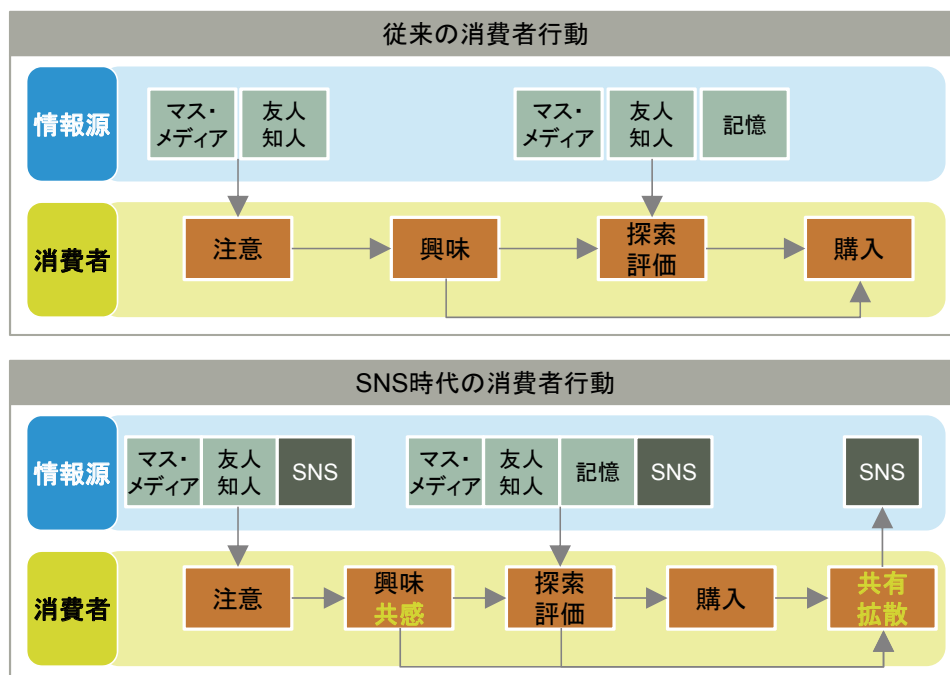 従来の消費者行動
情報源
マス・
メディア
友人
知人
マス・
メディア
友人
知人
記憶
消費者
注意
興味
探索
評価
購入
SNS時代の消費者行動
情報源
マス・
メディア
友人
知人
SNS
マス・
メディア
友人
知人
記憶
SNS
SNS
消費者
注意
興味
共感
探索
評価
購入
共有
拡散